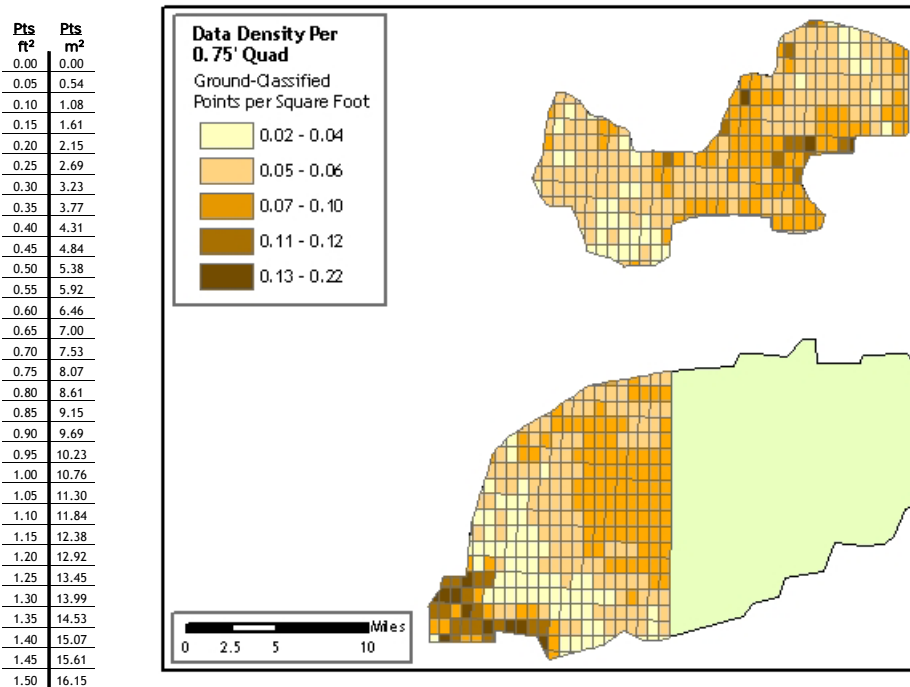 Pts Pts
ft² m²
0.00 0.00
0.05 0.54
0.10 1.08
0.15 1.61
0.20 2.15
0.25 2.69
0.30 3.23
0.35 3.77
0.40 4.31
0.45 4.84
0.50 5.38
0.55 5.92
0.60 6.46
0.65 7.00
0.70 7.53
0.75 8.07
0.80 8.61
0.85 9.15
0.90 9.69
0.95 10.23
1.00 10.76
1.05 11.30
1.10 11.84
1.15 12.38
1.20 12.92
1.25 13.45
1.30 13.99
1.35 14.53
1.40 15.07
1.45 15.61
1.50 16.15
Data Density Per
0.75' Quad
Ground-Classified
Points per Square Foot
0.02 - 0.04
0.05 - 0.06
0.07 - 0.10
0.11 - 0.12
0.13 - 0.22
Miles
0 2.5 5 10